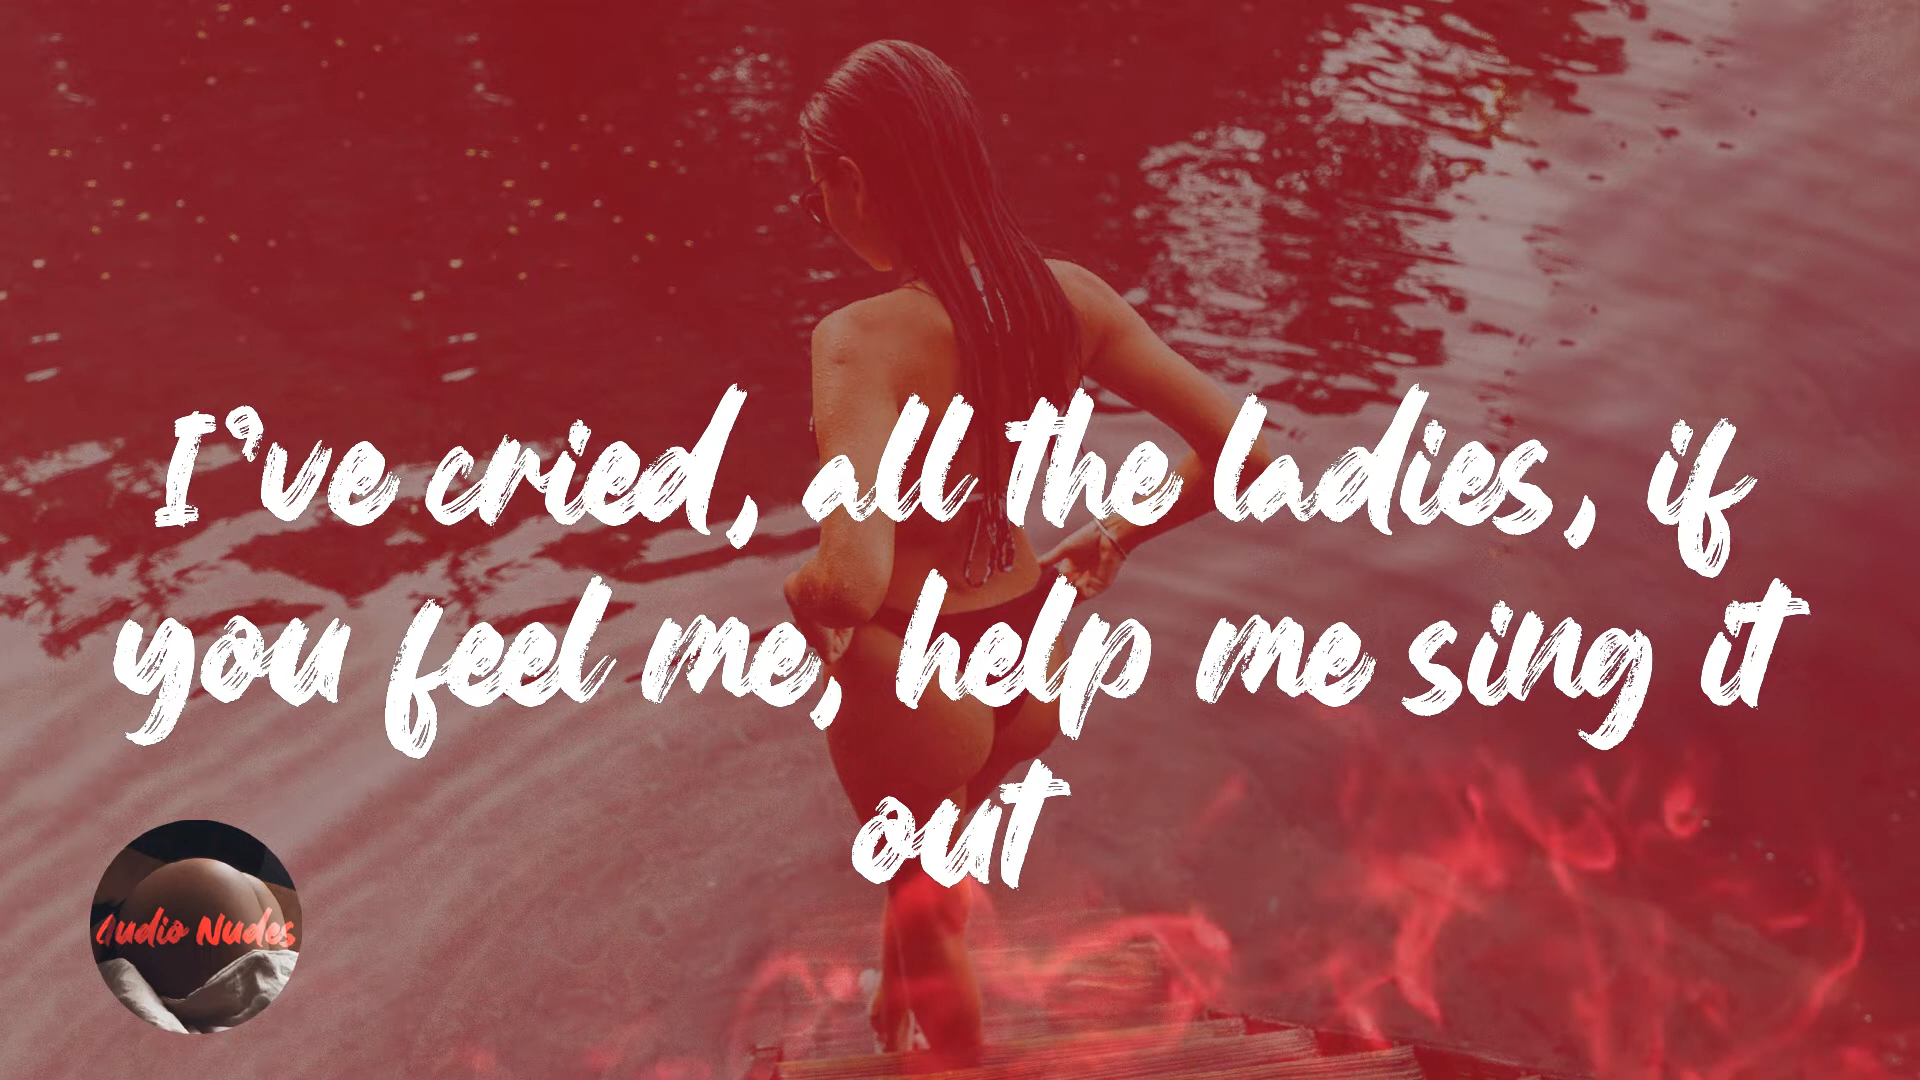 I've cried, all the ladies, if
you feel me, help me sing it
out
Audio Nudes